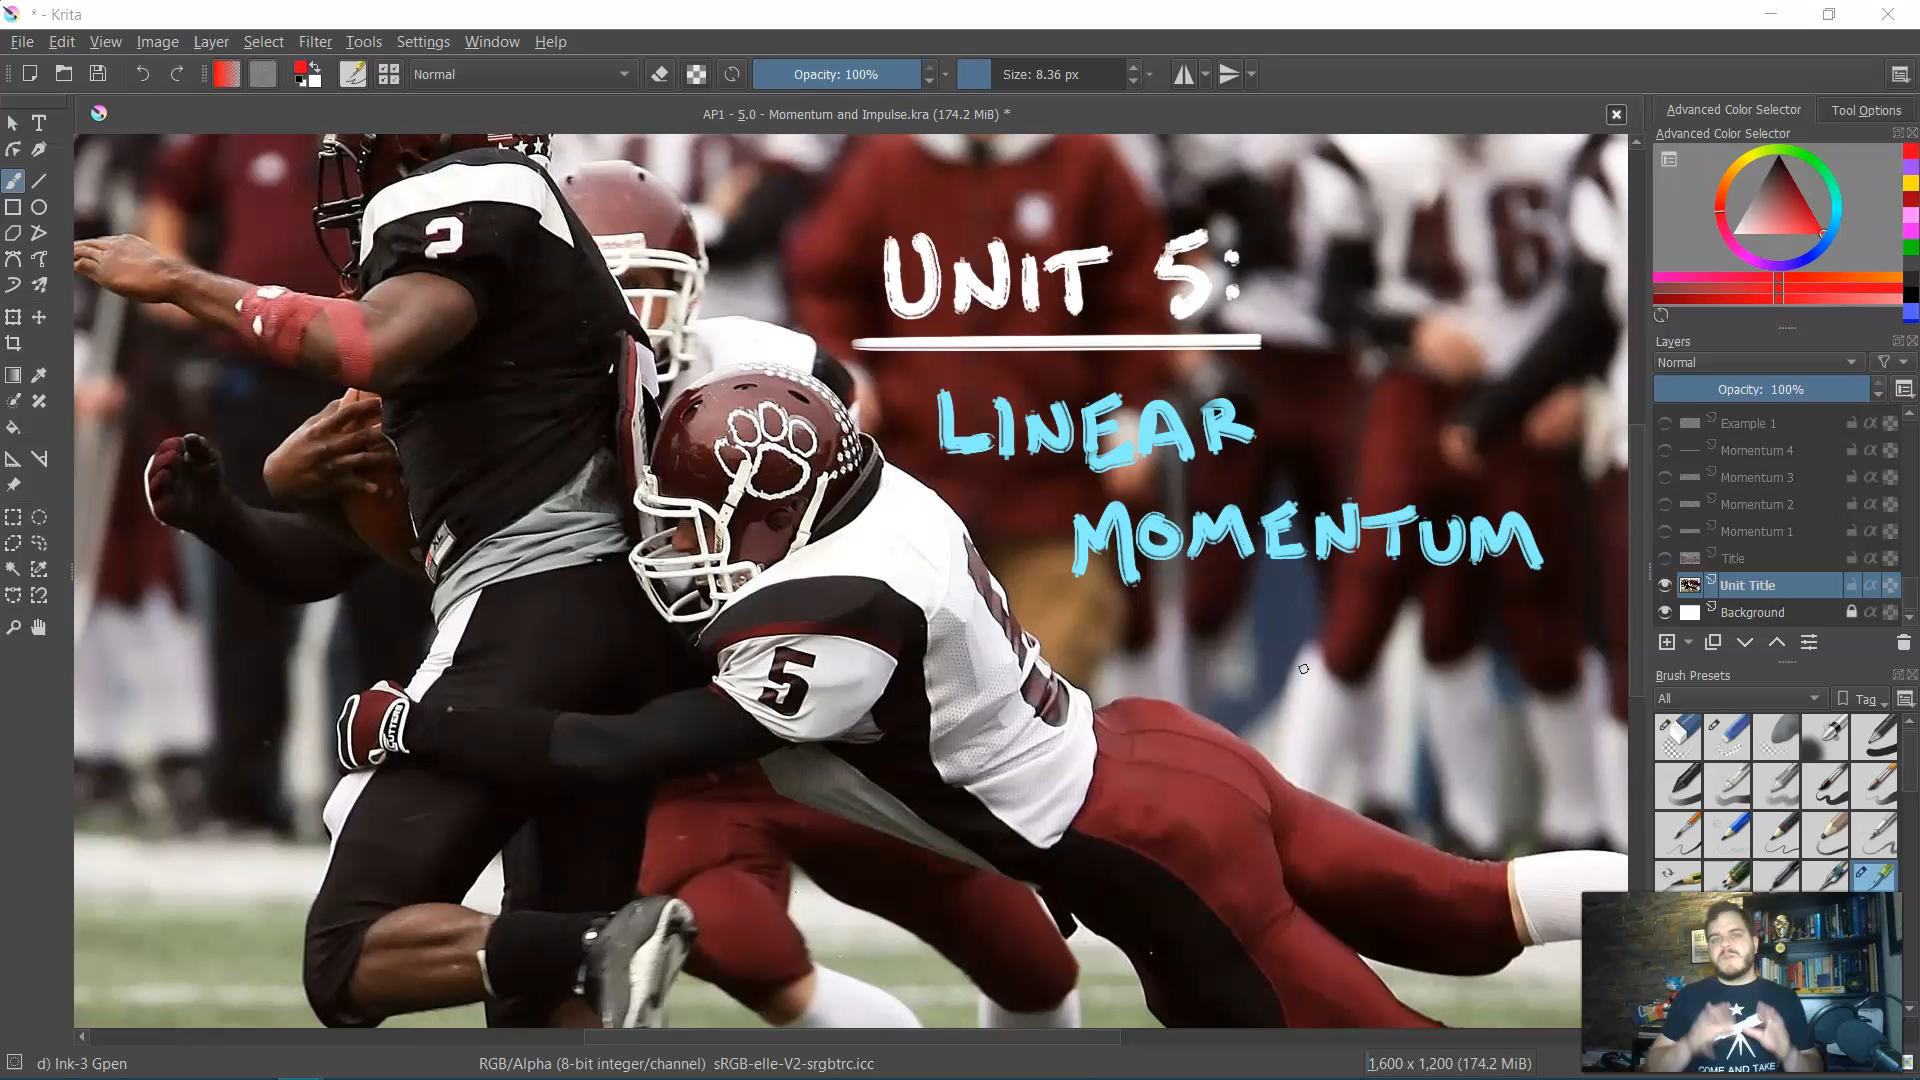 * - Krita
File Edit View Image Layer Select Filter Tools Settings Window Help
Normal
Opacity: 100%
Size: 8.36 px
AP1 - 5.0 - Momentum and Impulse.kra (174.2 MiB) *
Advanced Color Selector
Tool Options
Advanced Color Selector
2
UNIT 5:
LINEAR
MOMENTUM
5
Layers
Normal
Opacity: 100%
Example 1
Momentum 4
Momentum 3
Momentum 2
Momentum 1
Title
Unit Title
Background
Brush Presets
All
Tag
COME AND TAKE
d) Ink-3 Gpen
RGB/Alpha (8-bit integer/channel) sRGB-elle-V2-srgbtrc.icc
1,600 x 1,200 (174.2 MiB)